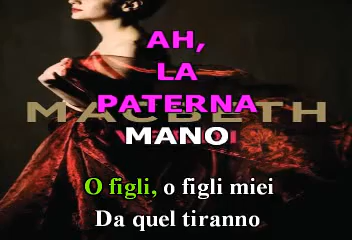 AH,
LA
PATERNA
MACBETH
MANO
O figli, o figli miei
Da quel tiranno